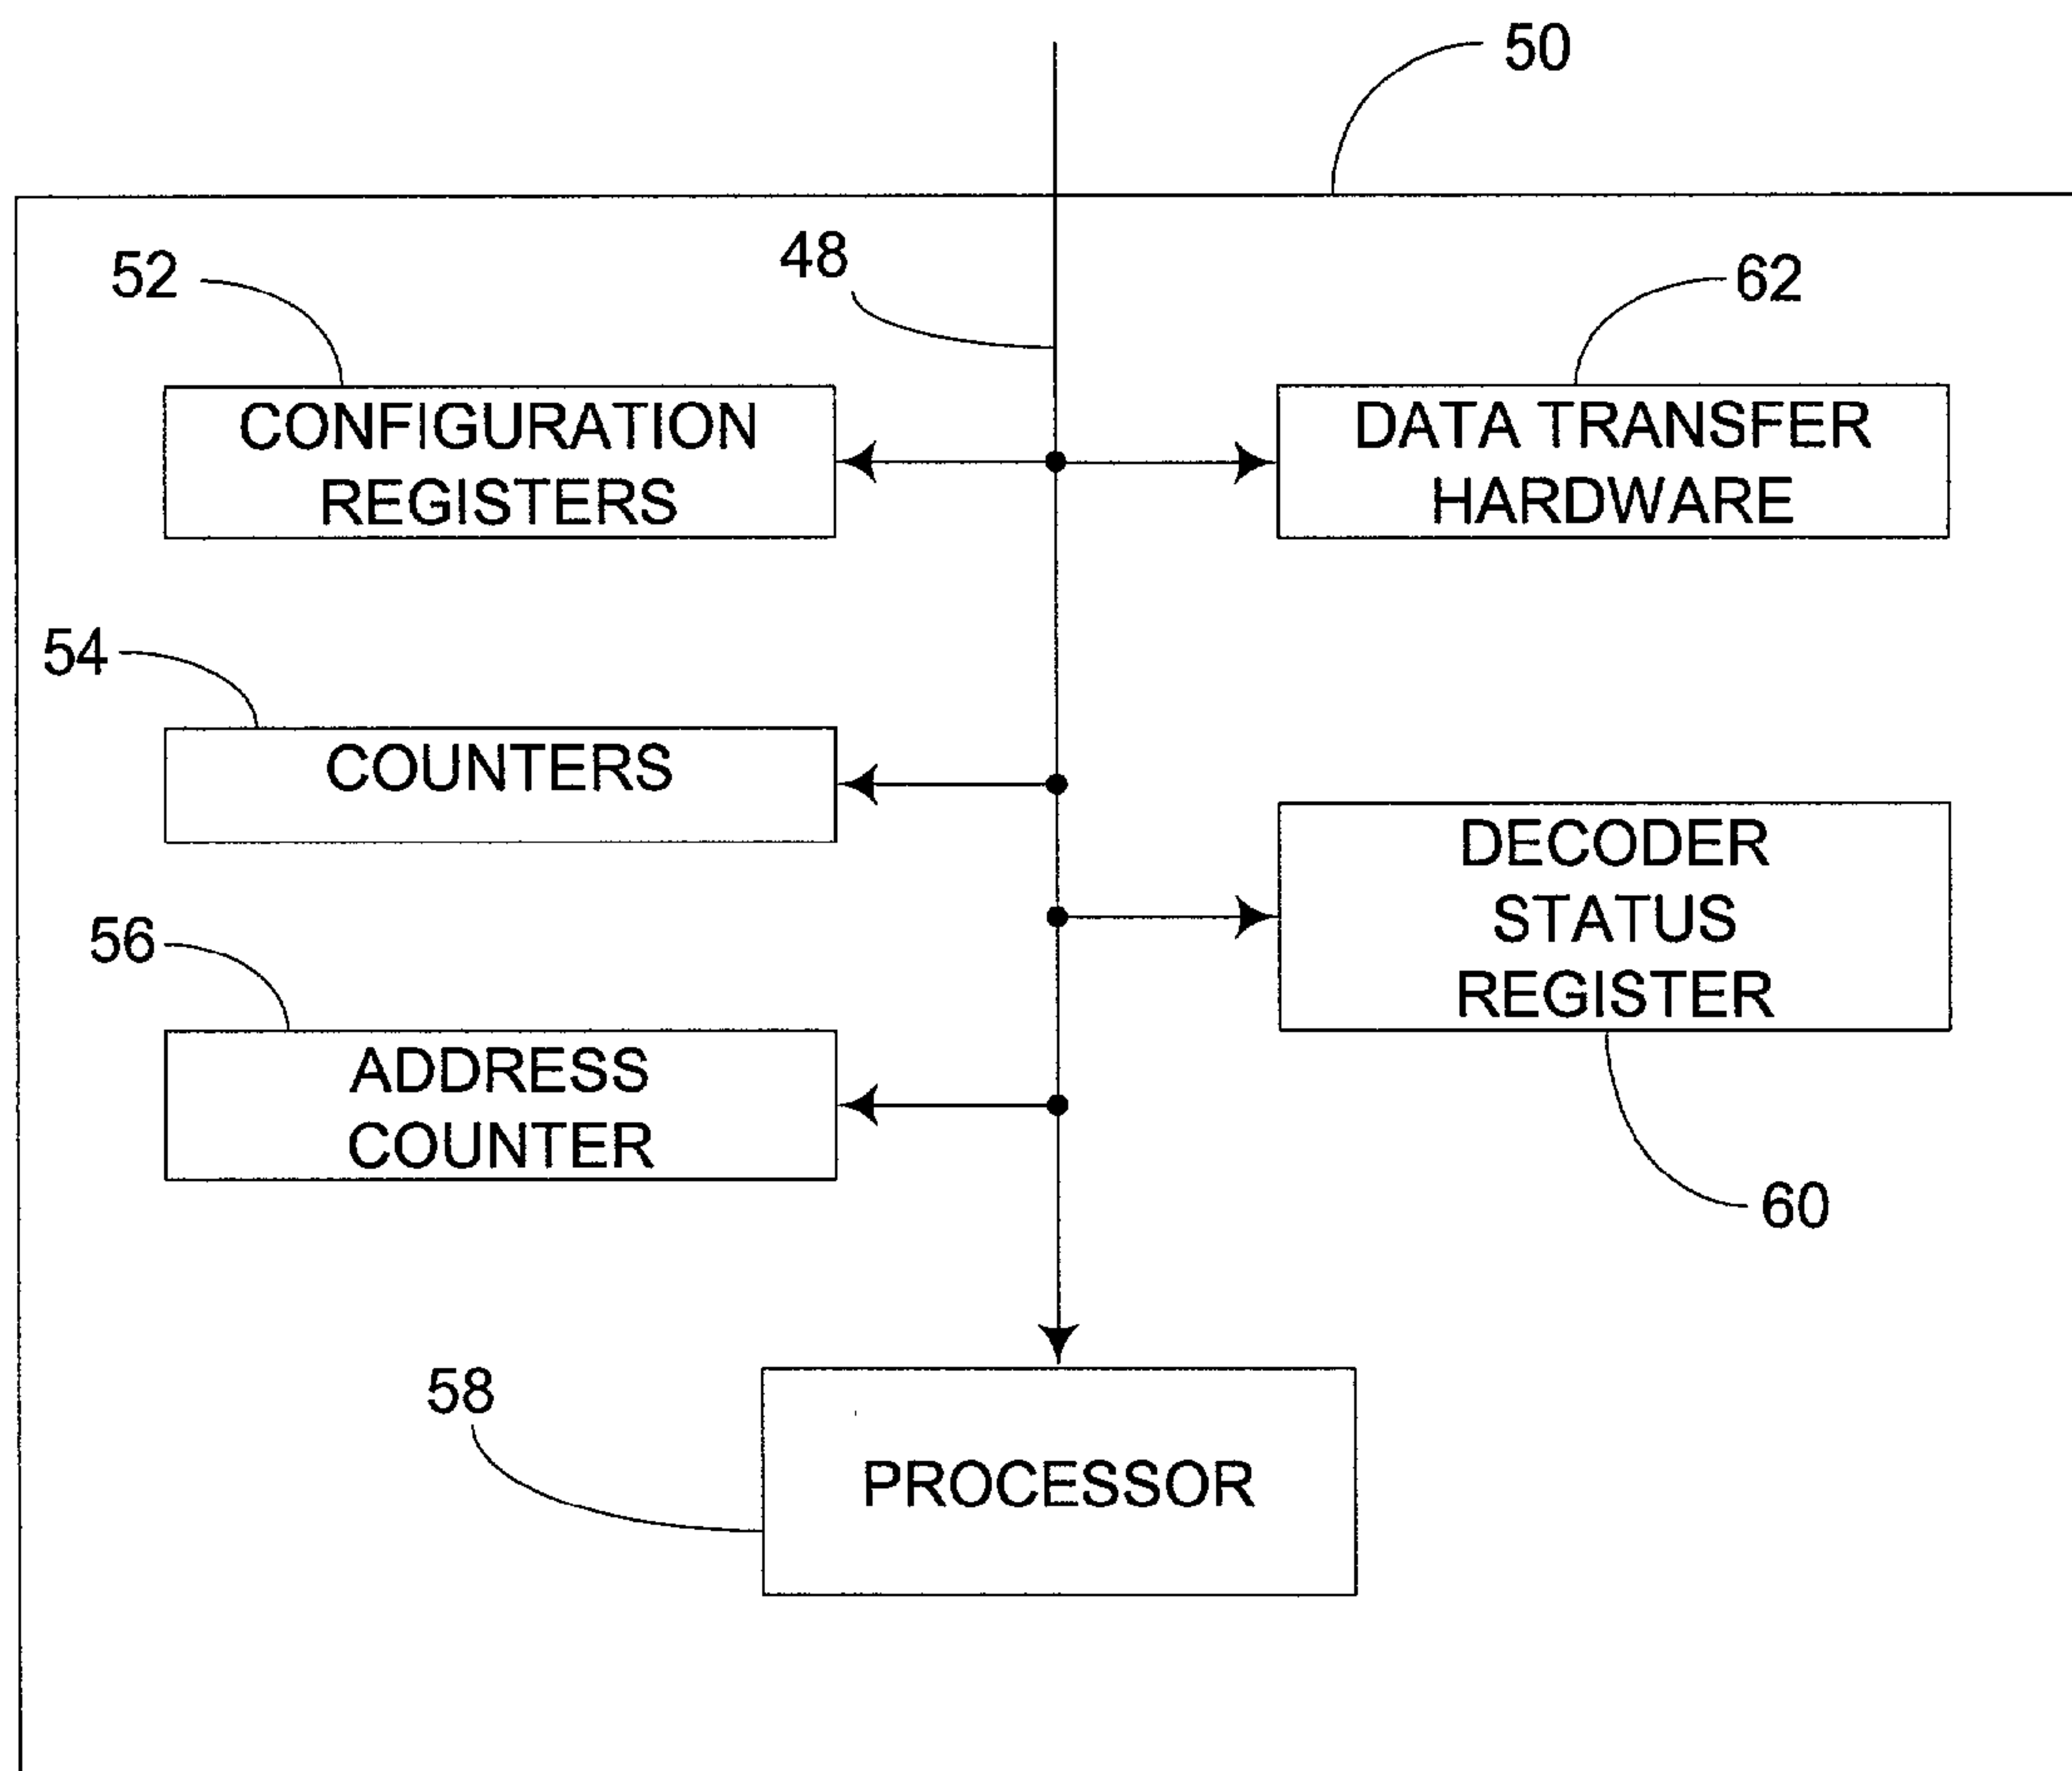 50
48
52
62
CONFIGURATION
REGISTERS
DATA TRANSFER
HARDWARE
54
COUNTERS
DECODER
STATUS
REGISTER
56
ADDRESS
COUNTER
60
58
PROCESSOR